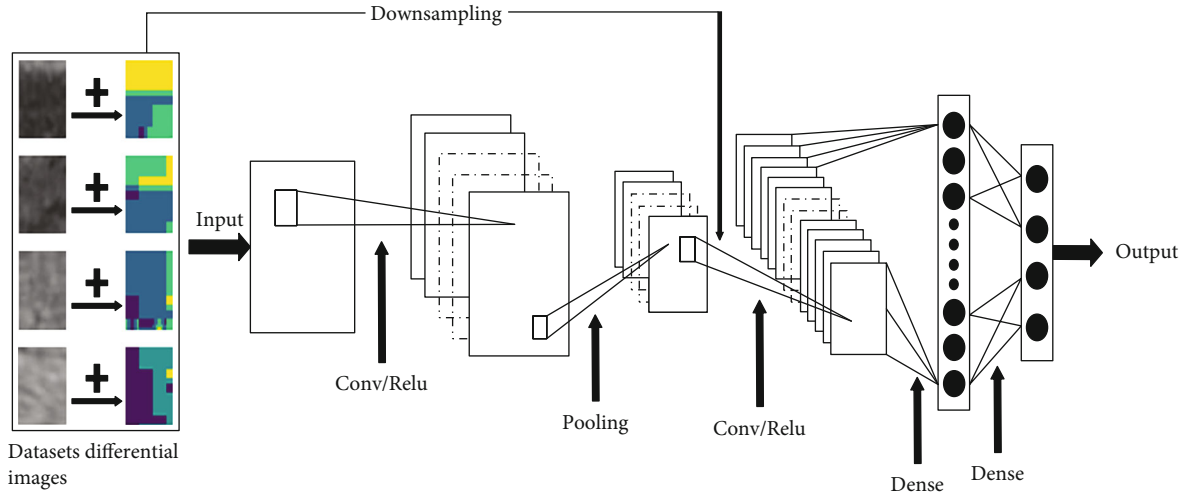 Downsampling
Input
Output
Conv/Relu
Pooling
Conv/Relu
Datasets differential
images
Dense
Dense